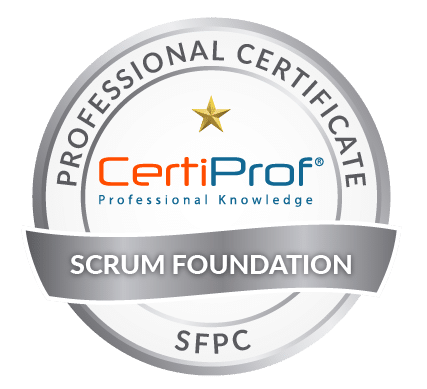 PROFESSIONAL CERTIFICATE
CertiProf®
Professional Knowledge
SCRUM FOUNDATION
SFPC